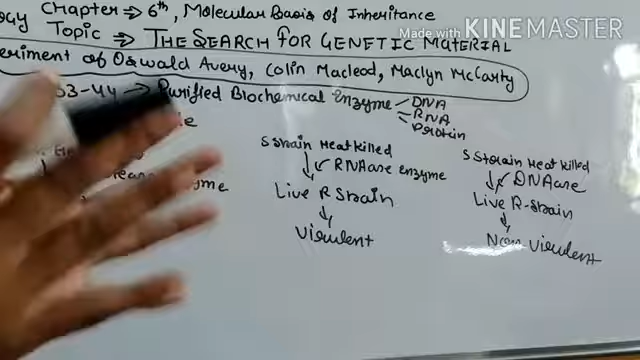 Chapter ⇒ 6th, Molecular Basis of Inheritance
Made with KINEMASTER
Topic ⇒ THE SEARCH FOR GENETIC MATERIAL
of Oswald Avery, Colin Macleod, Maclyn McCarty
33-44 → Purified Biochemical Enzyme
DNA
RNA
Protein
S Strain Heat Killed
RNAase enzyme
Live R Strain
Virulent
S Strain Heat Killed
DNAase
Live R-Strain
Non Virulent